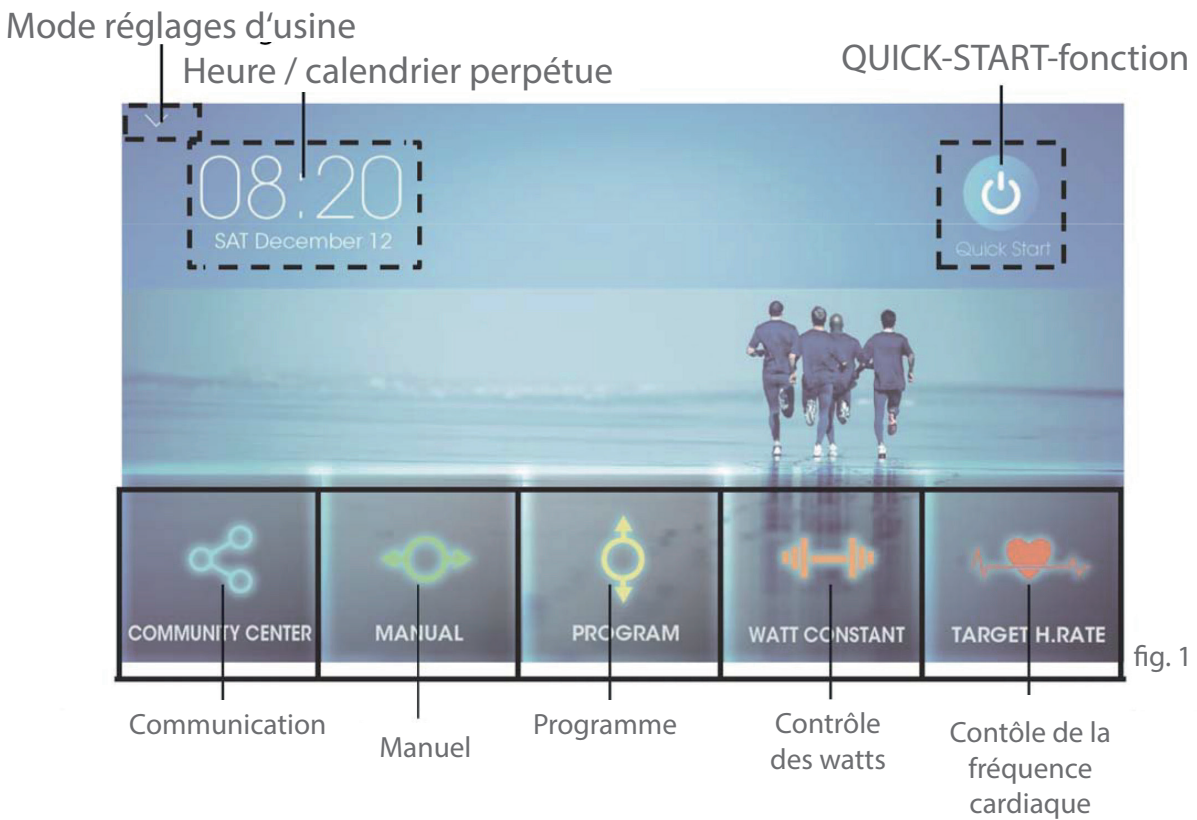 Mode réglages d‘usine
Heure / calendrier perpétue
QUICK-START-fonction
08:20
SAT December 12
Quick Start
COMMUNITY CENTER
MANUAL
PROGRAM
WATT CONSTANT
TARGET H.RATE
fig. 1
Communication
Manuel
Programme
Contrôle
des watts
Contôle de la
fréquence
cardiaque